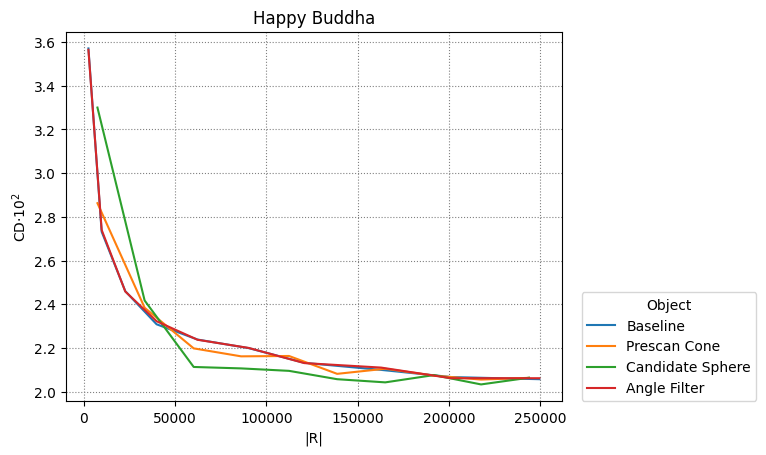 Happy Buddha
3.6
3.4
3.2
3.0
2.8
2.6
2.4
2.2
2.0
CD·10²
0 50000 100000 150000 200000 250000
|R|
Object
Baseline
Prescan Cone
Candidate Sphere
Angle Filter